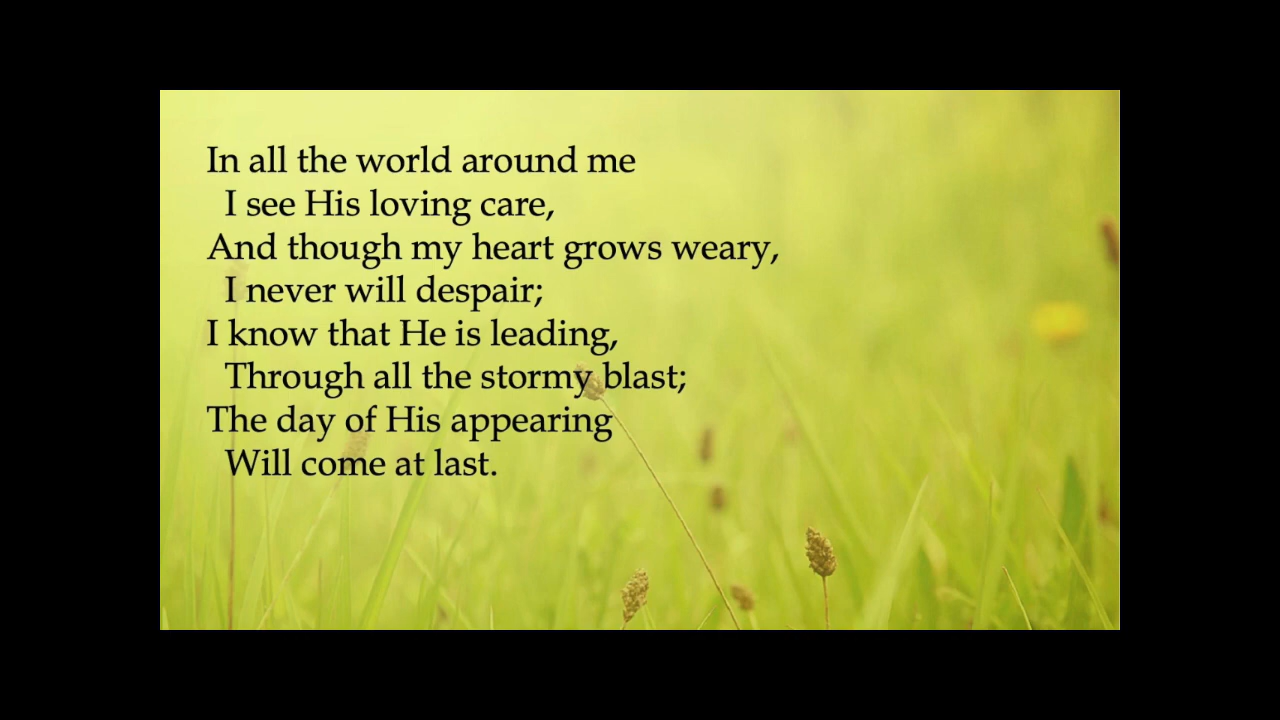 In all the world around me
I see His loving care,
And though my heart grows weary,
I never will despair;
I know that He is leading,
Through all the stormy blast;
The day of His appearing
Will come at last.